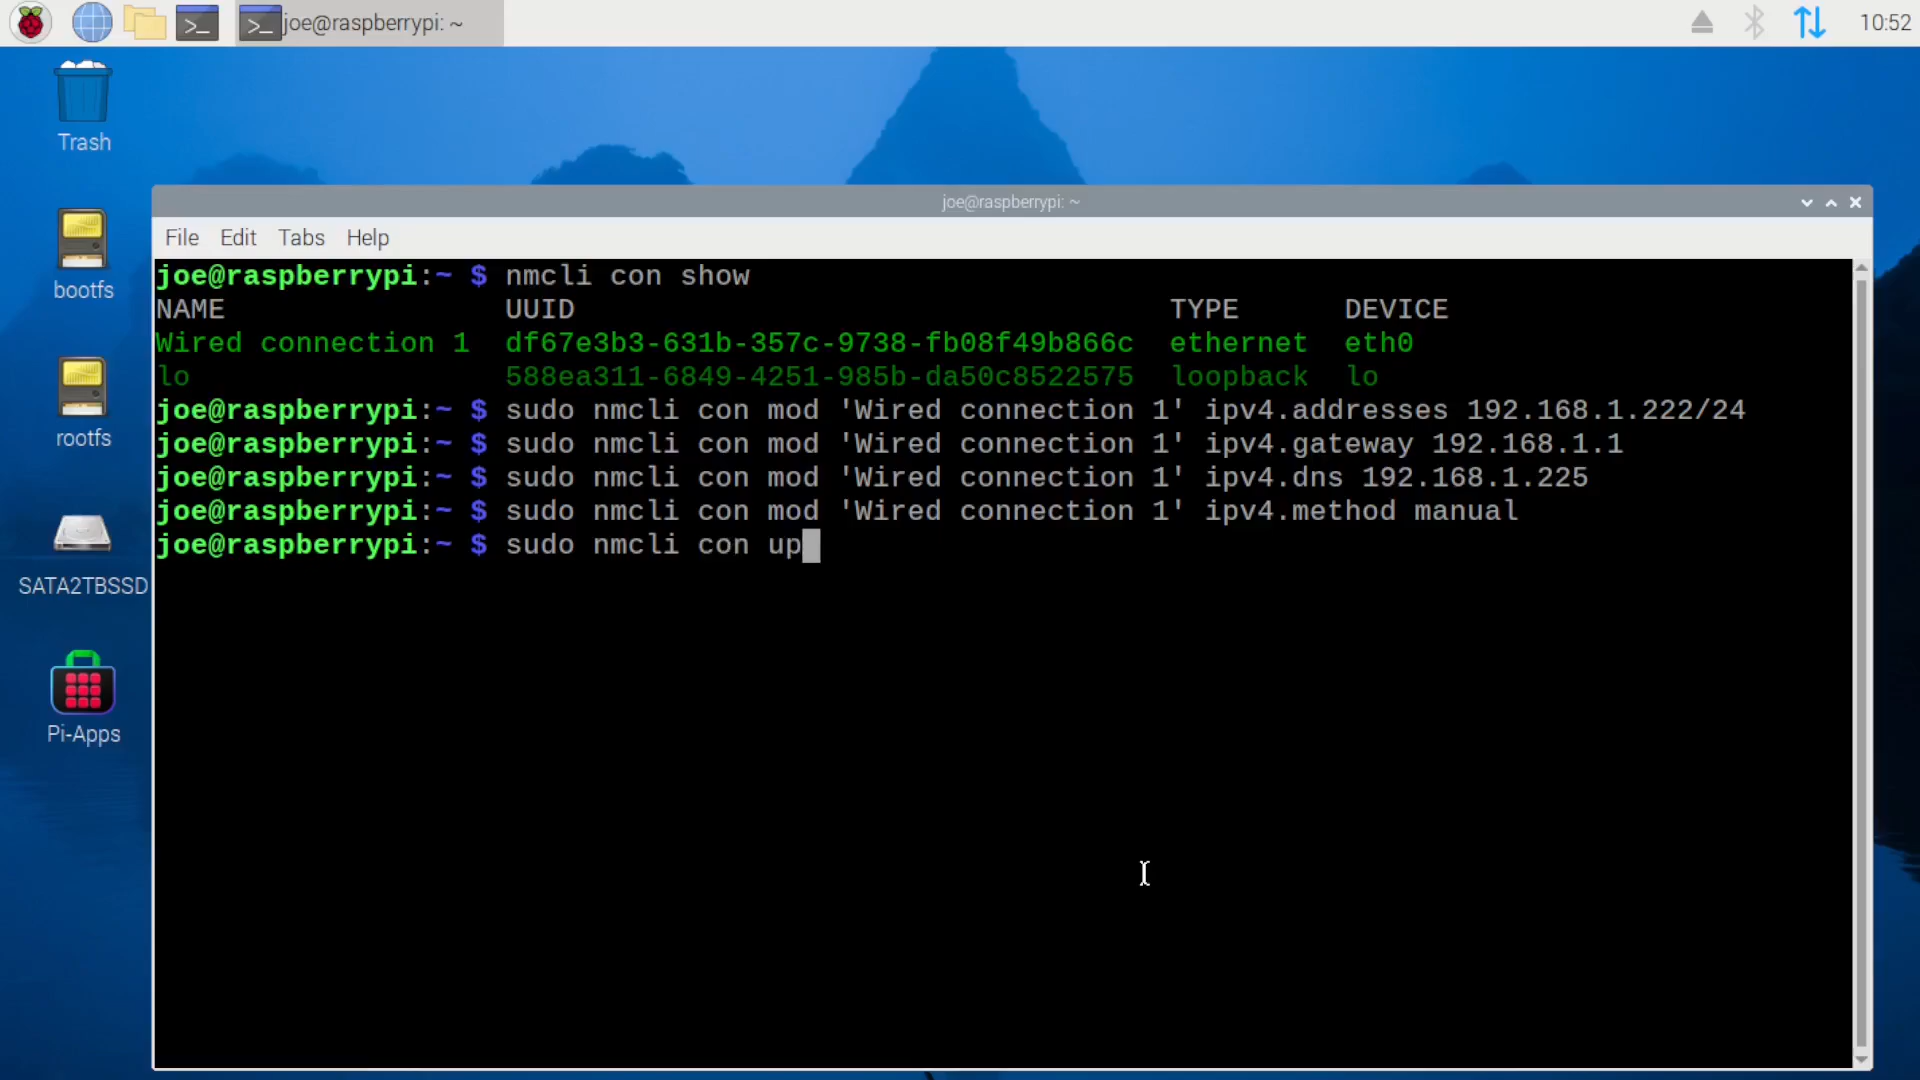 joe@raspberrypi: ~
10:52
Trash
bootfs
rootfs
SATA2TBSSD
Pi-Apps
joe@raspberrypi: ~
File Edit Tabs Help
joe@raspberrypi:~ $ nmcli con show
NAME UUID TYPE DEVICE
Wired connection 1 df67e3b3-631b-357c-9738-fb08f49b866c ethernet eth0
lo 588ea311-6849-4251-985b-da50c8522575 loopback lo
joe@raspberrypi:~ $ sudo nmcli con mod 'Wired connection 1' ipv4.addresses 192.168.1.222/24
joe@raspberrypi:~ $ sudo nmcli con mod 'Wired connection 1' ipv4.gateway 192.168.1.1
joe@raspberrypi:~ $ sudo nmcli con mod 'Wired connection 1' ipv4.dns 192.168.1.225
joe@raspberrypi:~ $ sudo nmcli con mod 'Wired connection 1' ipv4.method manual
joe@raspberrypi:~ $ sudo nmcli con up